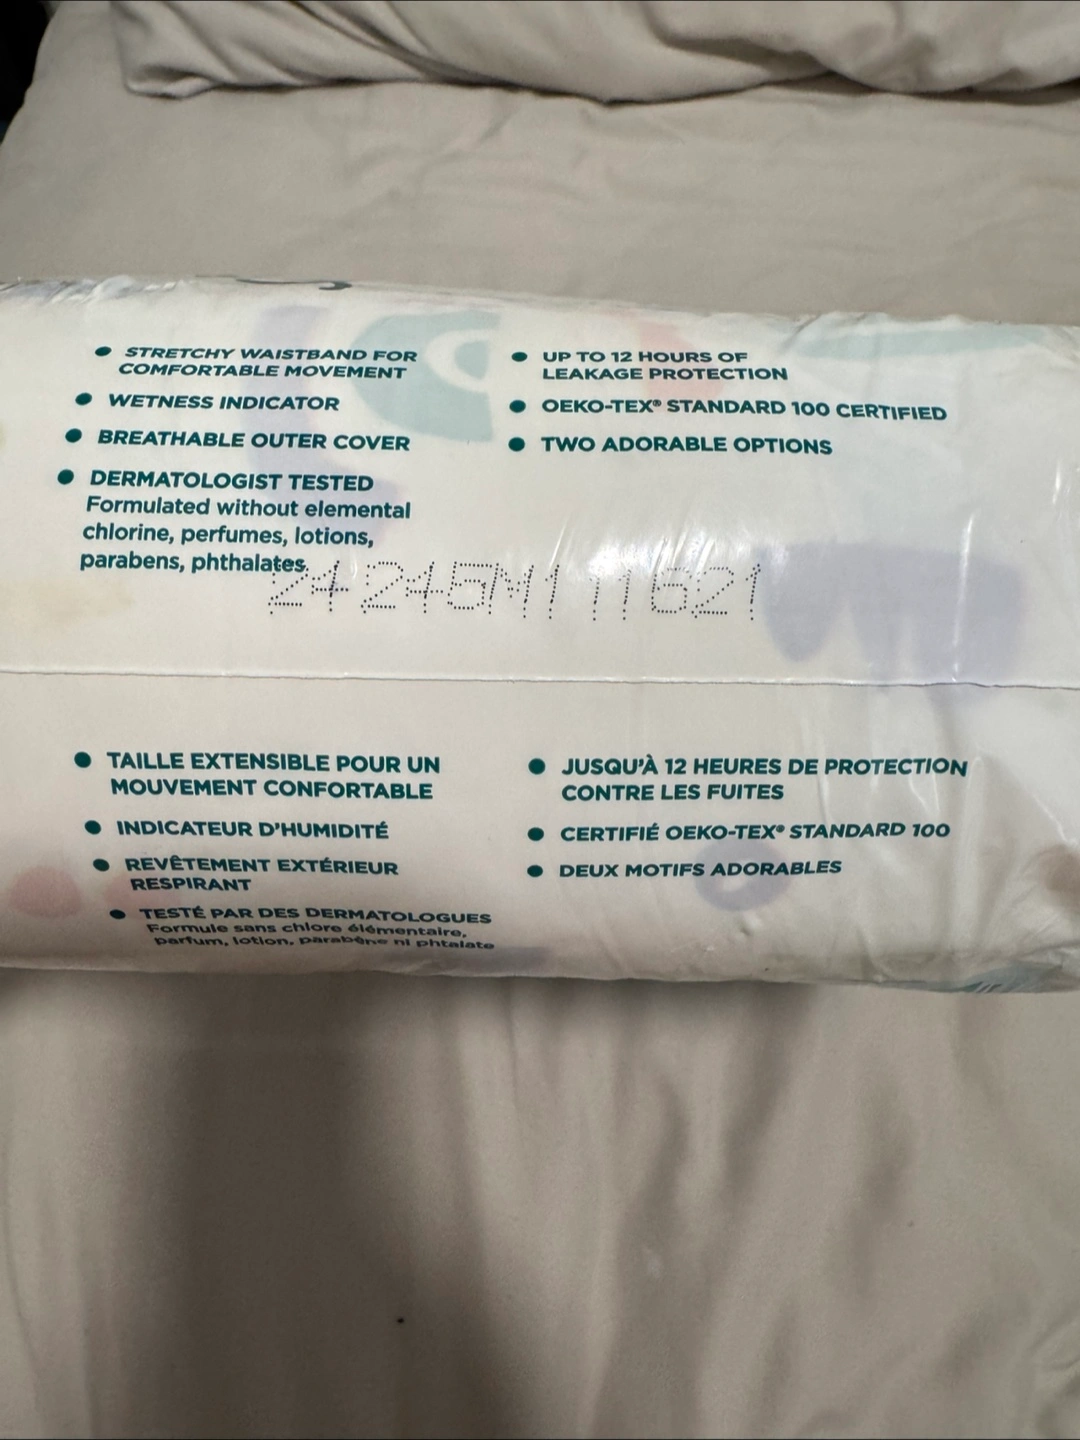 ● STRETCHY WAISTBAND FOR
COMFORTABLE MOVEMENT
● WETNESS INDICATOR
● BREATHABLE OUTER COVER
● DERMATOLOGIST TESTED
Formulated without elemental
chlorine, perfumes, lotions,
parabens, phthalates.
● UP TO 12 HOURS OF
LEAKAGE PROTECTION
● OEKO-TEX® STANDARD 100 CERTIFIED
● TWO ADORABLE OPTIONS
24 245M1 11621
● TAILLE EXTENSIBLE POUR UN
MOUVEMENT CONFORTABLE
● INDICATEUR D'HUMIDITÉ
● REVÊTEMENT EXTÉRIEUR
RESPIRANT
● TESTÉ PAR DES DERMATOLOGUES
Formule sans chlore élémentaire,
parfum, lotion, parabène ni phtalate
● JUSQU'À 12 HEURES DE PROTECTION
CONTRE LES FUITES
● CERTIFIÉ OEKO-TEX® STANDARD 100
● DEUX MOTIFS ADORABLES